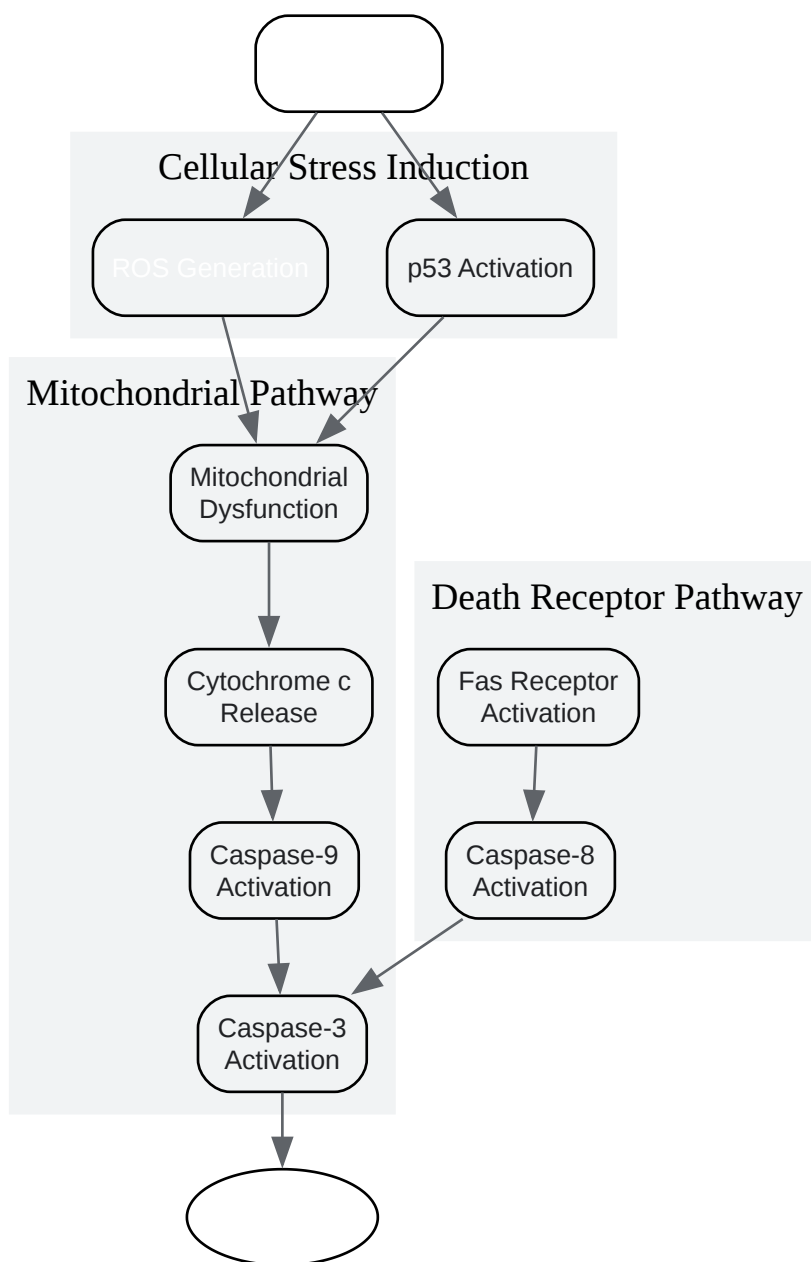 Cellular Stress Induction
ROS Generation
p53 Activation
Mitochondrial Pathway
Mitochondrial
Dysfunction
Death Receptor Pathway
Cytochrome c
Release
Fas Receptor
Activation
Caspase-9
Activation
Caspase-8
Activation
Caspase-3
Activation